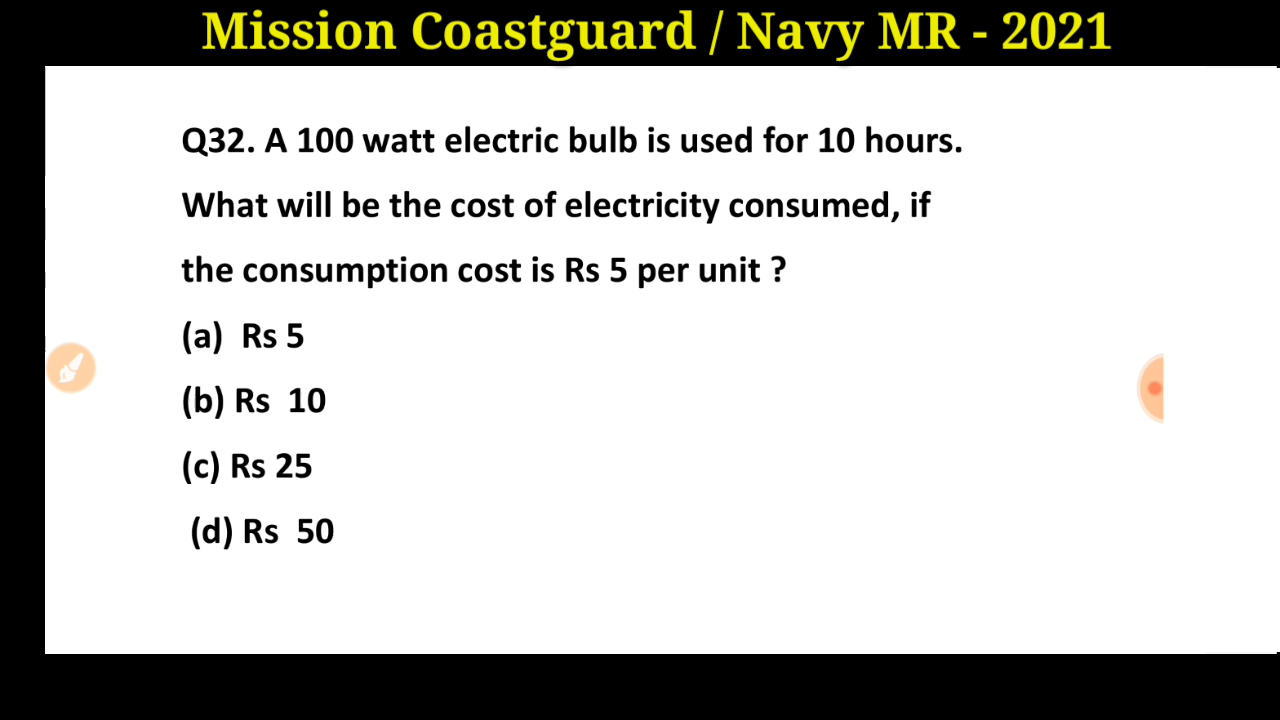 Mission Coastguard / Navy MR - 2021
Q32. A 100 watt electric bulb is used for 10 hours.
What will be the cost of electricity consumed, if
the consumption cost is Rs 5 per unit ?
(a) Rs 5
(b) Rs 10
(c) Rs 25
(d) Rs 50